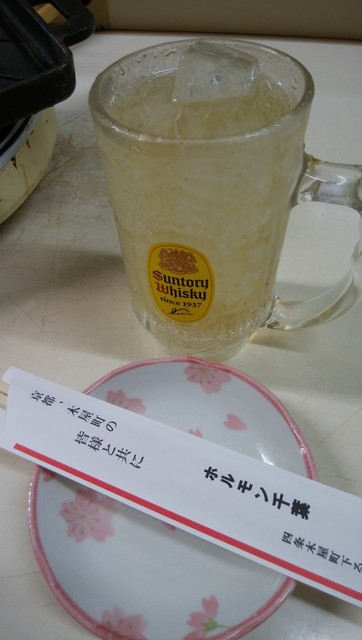 Suntory
Whisky
since 1937
京都、木屋町の
皆様と共に
ホルモン千葉
四条木屋町下る